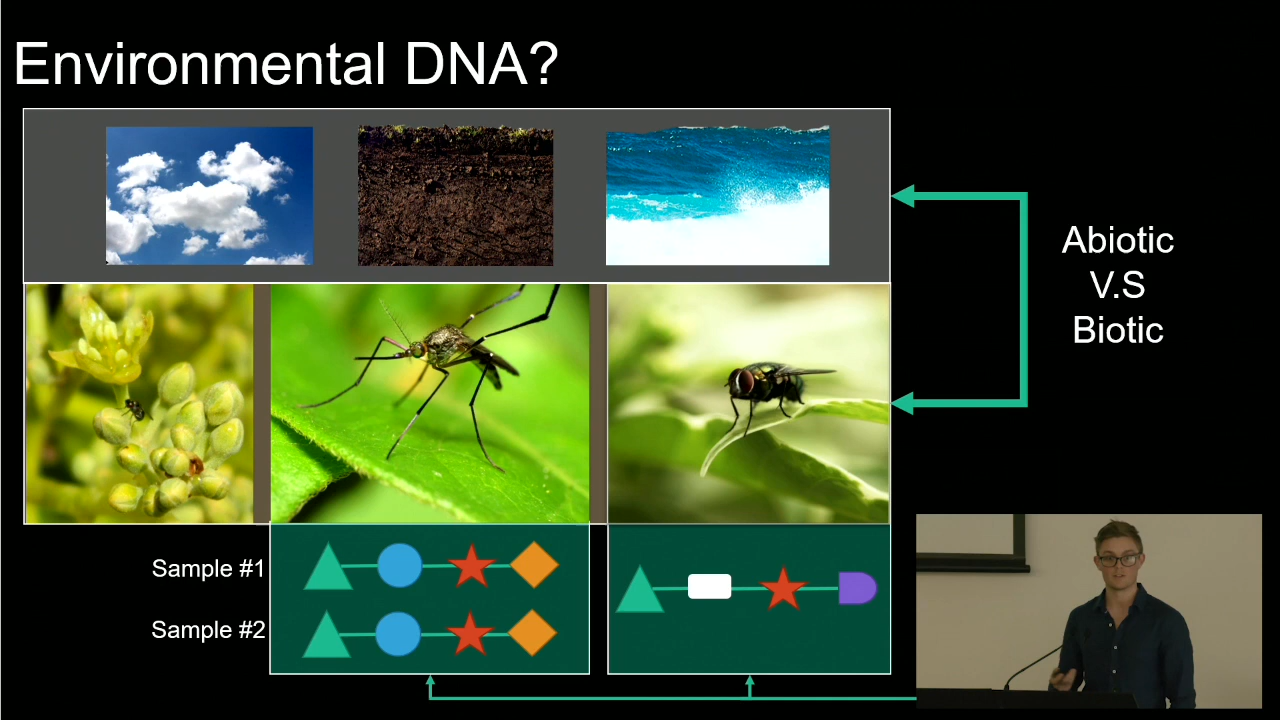 Environmental DNA?
Abiotic
V.S
Biotic
Sample #1
Sample #2